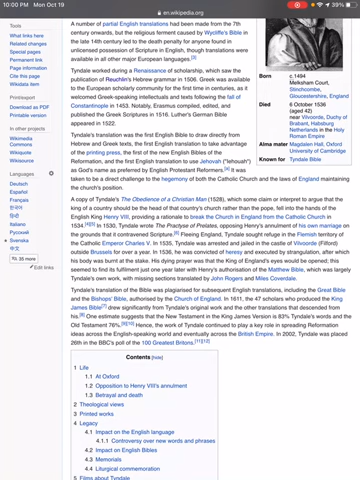 10:00 PM Mon Oct 19
en.wikipedia.org
What links here
Related changes
Special pages
Permanent link
Page information
Cite this page
Wikidata item
Print/export
Download as PDF
Printable version
In other projects
Wikimedia
Commons
Wikiquote
Wikisource
Languages
Deutsch
Español
Français
한국어
हिन्दी
Italiano
Русский
Svenska
中文
35 more
Edit links
A number of partial English translations had been made from the 7th
century onwards, but the religious ferment caused by Wycliffe's Bible in
the late 14th century led to the death penalty for anyone found in
unlicensed possession of Scripture in English, though translations were
available in all other major European languages.[3]
Tyndale worked during a Renaissance of scholarship, which saw the
publication of Reuchlin's Hebrew grammar in 1506. Greek was available
to the European scholarly community for the first time in centuries, as it
welcomed Greek-speaking intellectuals and texts following the fall of
Constantinople in 1453. Notably, Erasmus compiled, edited, and
published the Greek Scriptures in 1516. Luther's German Bible
appeared in 1522.
Tyndale's translation was the first English Bible to draw directly from
Hebrew and Greek texts, the first English translation to take advantage
of the printing press, the first of the new English Bibles of the
Reformation, and the first English translation to use Jehovah ("Iehouah")
as God's name as preferred by English Protestant Reformers.[4] It was
taken to be a direct challenge to the hegemony of both the Catholic Church and the laws of England maintaining
the church's position.
A copy of Tyndale's The Obedience of a Christian Man (1528), which some claim or interpret to argue that the
king of a country should be the head of that country's church rather than the pope, fell into the hands of the
English King Henry VIII, providing a rationale to break the Church in England from the Catholic Church in
1534.[4][5] In 1530, Tyndale wrote The Practyse of Prelates, opposing Henry's annulment of his own marriage on
the grounds that it contravened Scripture.[6] Fleeing England, Tyndale sought refuge in the Flemish territory of
the Catholic Emperor Charles V. In 1535, Tyndale was arrested and jailed in the castle of Vilvoorde (Filford)
outside Brussels for over a year. In 1536, he was convicted of heresy and executed by strangulation, after which
his body was burnt at the stake. His dying prayer was that the King of England's eyes would be opened; this
seemed to find its fulfilment just one year later with Henry's authorisation of the Matthew Bible, which was largely
Tyndale's own work, with missing sections translated by John Rogers and Miles Coverdale.
Tyndale's translation of the Bible was plagiarised for subsequent English translations, including the Great Bible
and the Bishops' Bible, authorised by the Church of England. In 1611, the 47 scholars who produced the King
James Bible[7] drew significantly from Tyndale's original work and the other translations that descended from
his.[8] One estimate suggests that the New Testament in the King James Version is 83% Tyndale's words and the
Old Testament 76%.[9][10] Hence, the work of Tyndale continued to play a key role in spreading Reformation
ideas across the English-speaking world and eventually across the British Empire. In 2002, Tyndale was placed
26th in the BBC's poll of the 100 Greatest Britons.[11][12]
Born c. 1494
Melksham Court,
Stinchcombe,
Gloucestershire, England
Died 6 October 1536
(aged 42)
near Vilvoorde, Duchy of
Brabant, Habsburg
Netherlands in the Holy
Roman Empire
Alma mater Magdalen Hall, Oxford
University of Cambridge
Known for Tyndale Bible
Contents [hide]
1 Life
1.1 At Oxford
1.2 Opposition to Henry VIII's annulment
1.3 Betrayal and death
2 Theological views
3 Printed works
4 Legacy
4.1 Impact on the English language
4.1.1 Controversy over new words and phrases
4.2 Impact on English Bibles
4.3 Memorials
4.4 Liturgical commemoration
5 Films about Tyndale